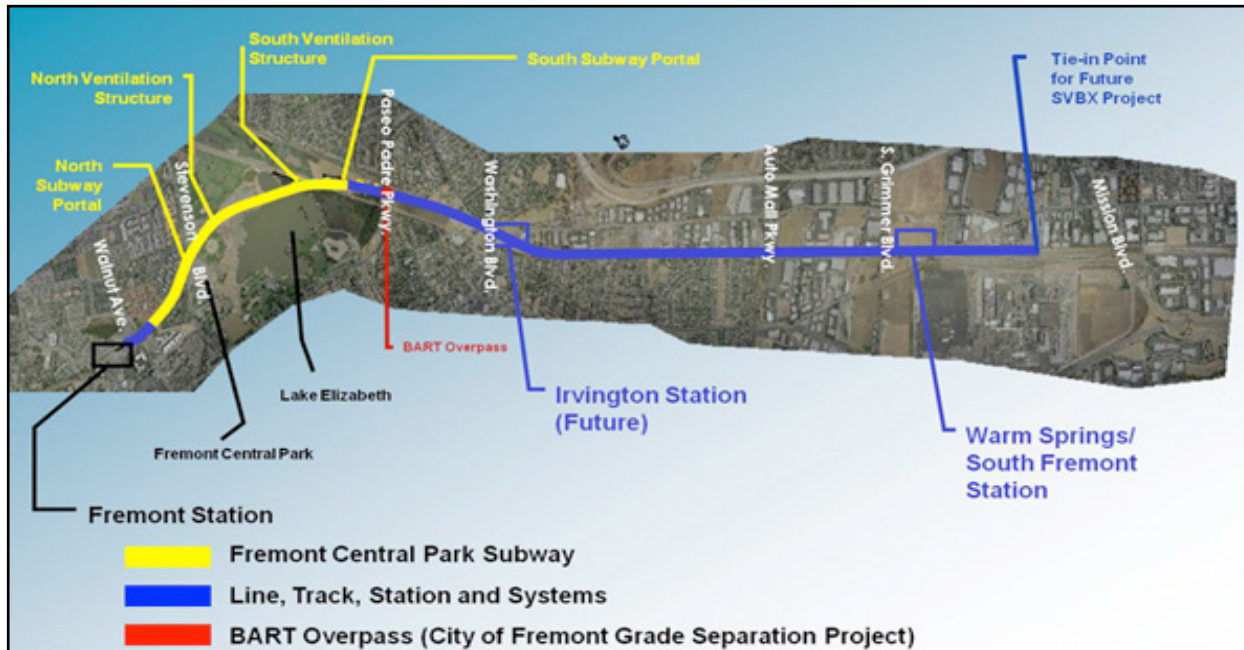 South Ventilation
Structure
South Subway Portal
North Ventilation
Structure
North
Subway
Portal
Tie-in Point
for Future
SVBX Project
Walnut Ave.
Stevenson Blvd.
Paseo Padre Pkwy
Washington Blvd.
Auto Mall Pkwy
S. Grimmer Blvd.
Mission Blvd.
BART Overpass
Lake Elizabeth
Fremont Central Park
Irvington Station
(Future)
Warm Springs/
South Fremont
Station
Fremont Station
Fremont Central Park Subway
Line, Track, Station and Systems
BART Overpass (City of Fremont Grade Separation Project)